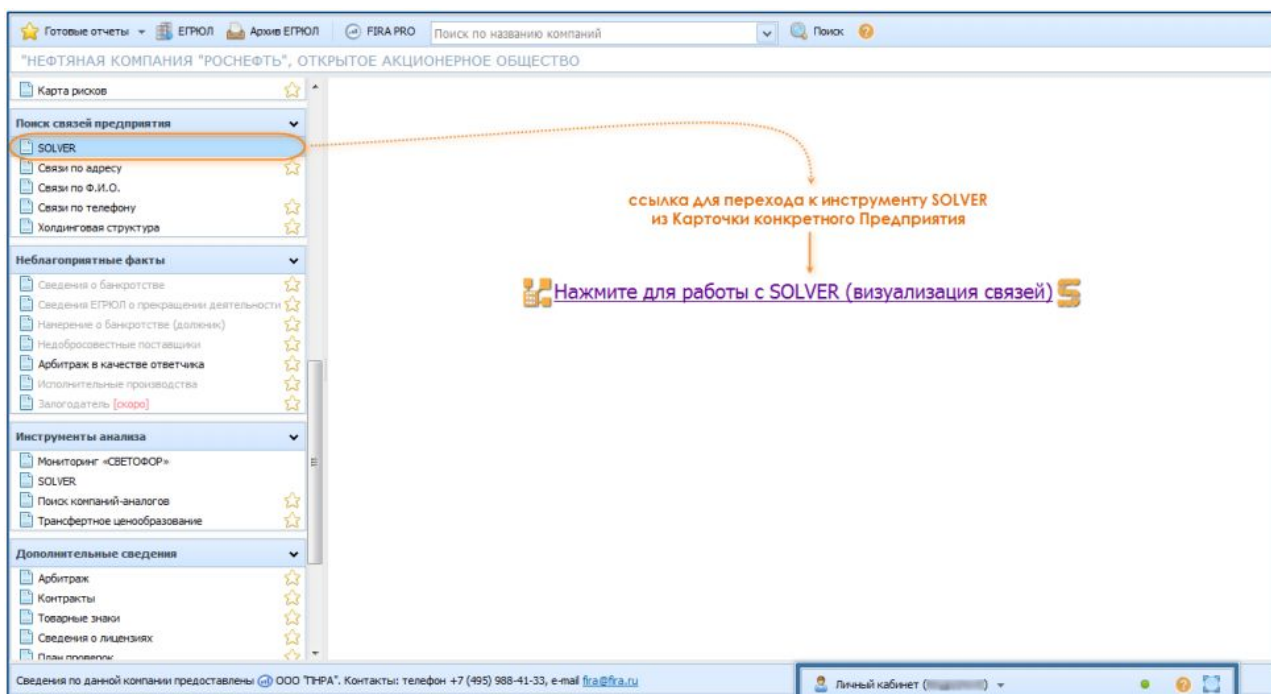 Готовые отчеты ЕГРЮЛ Архив ЕГРЮЛ FIRA PRO Поиск по названию компаний Поиск
"НЕФТЯНАЯ КОМПАНИЯ "РОСНЕФТЬ", ОТКРЫТОЕ АКЦИОНЕРНОЕ ОБЩЕСТВО
Карта рисков
Поиск связей предприятия
SOLVER
Связи по адресу
Связи по Ф.И.О.
Связи по телефону
Холдинговая структура
Неблагоприятные факты
Сведения о банкротстве
Сведения ЕГРЮЛ о прекращении деятельности
Намерение о банкротстве (должник)
Недобросовестные поставщики
Арбитраж в качестве ответчика
Исполнительные производства
Залогодатель [скоро]
Инструменты анализа
Мониторинг «СВЕТОФОР»
SOLVER
Поиск компаний-аналогов
Трансфертное ценообразование
Дополнительные сведения
Арбитраж
Контракты
Товарные знаки
Сведения о лицензиях
План проверок
ссылка для перехода к инструменту SOLVER
из Карточки конкретного Предприятия
Нажмите для работы с SOLVER (визуализация связей)
Сведения по данной компании предоставлены ООО "ПНРА". Контакты: телефон +7 (495) 988-41-33, e-mail fira@fira.ru
Личный кабинет ( )